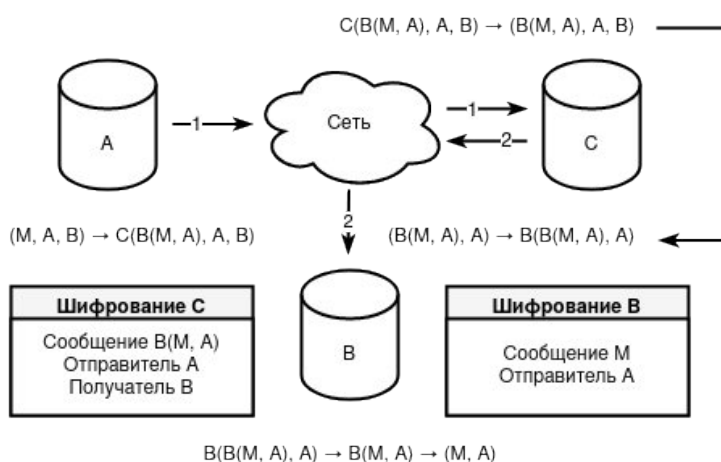 C(B(M, A), A, B) → (B(M, A), A, B)
A
1
Сеть
1
2
C
2
(M, A, B) → C(B(M, A), A, B)
(B(M, A), A) → B(B(M, A), A)
Шифрование C
Сообщение B(M, A)
Отправитель A
Получатель B
B
Шифрование B
Сообщение M
Отправитель A
B(B(M, A), A) → B(M, A) → (M, A)